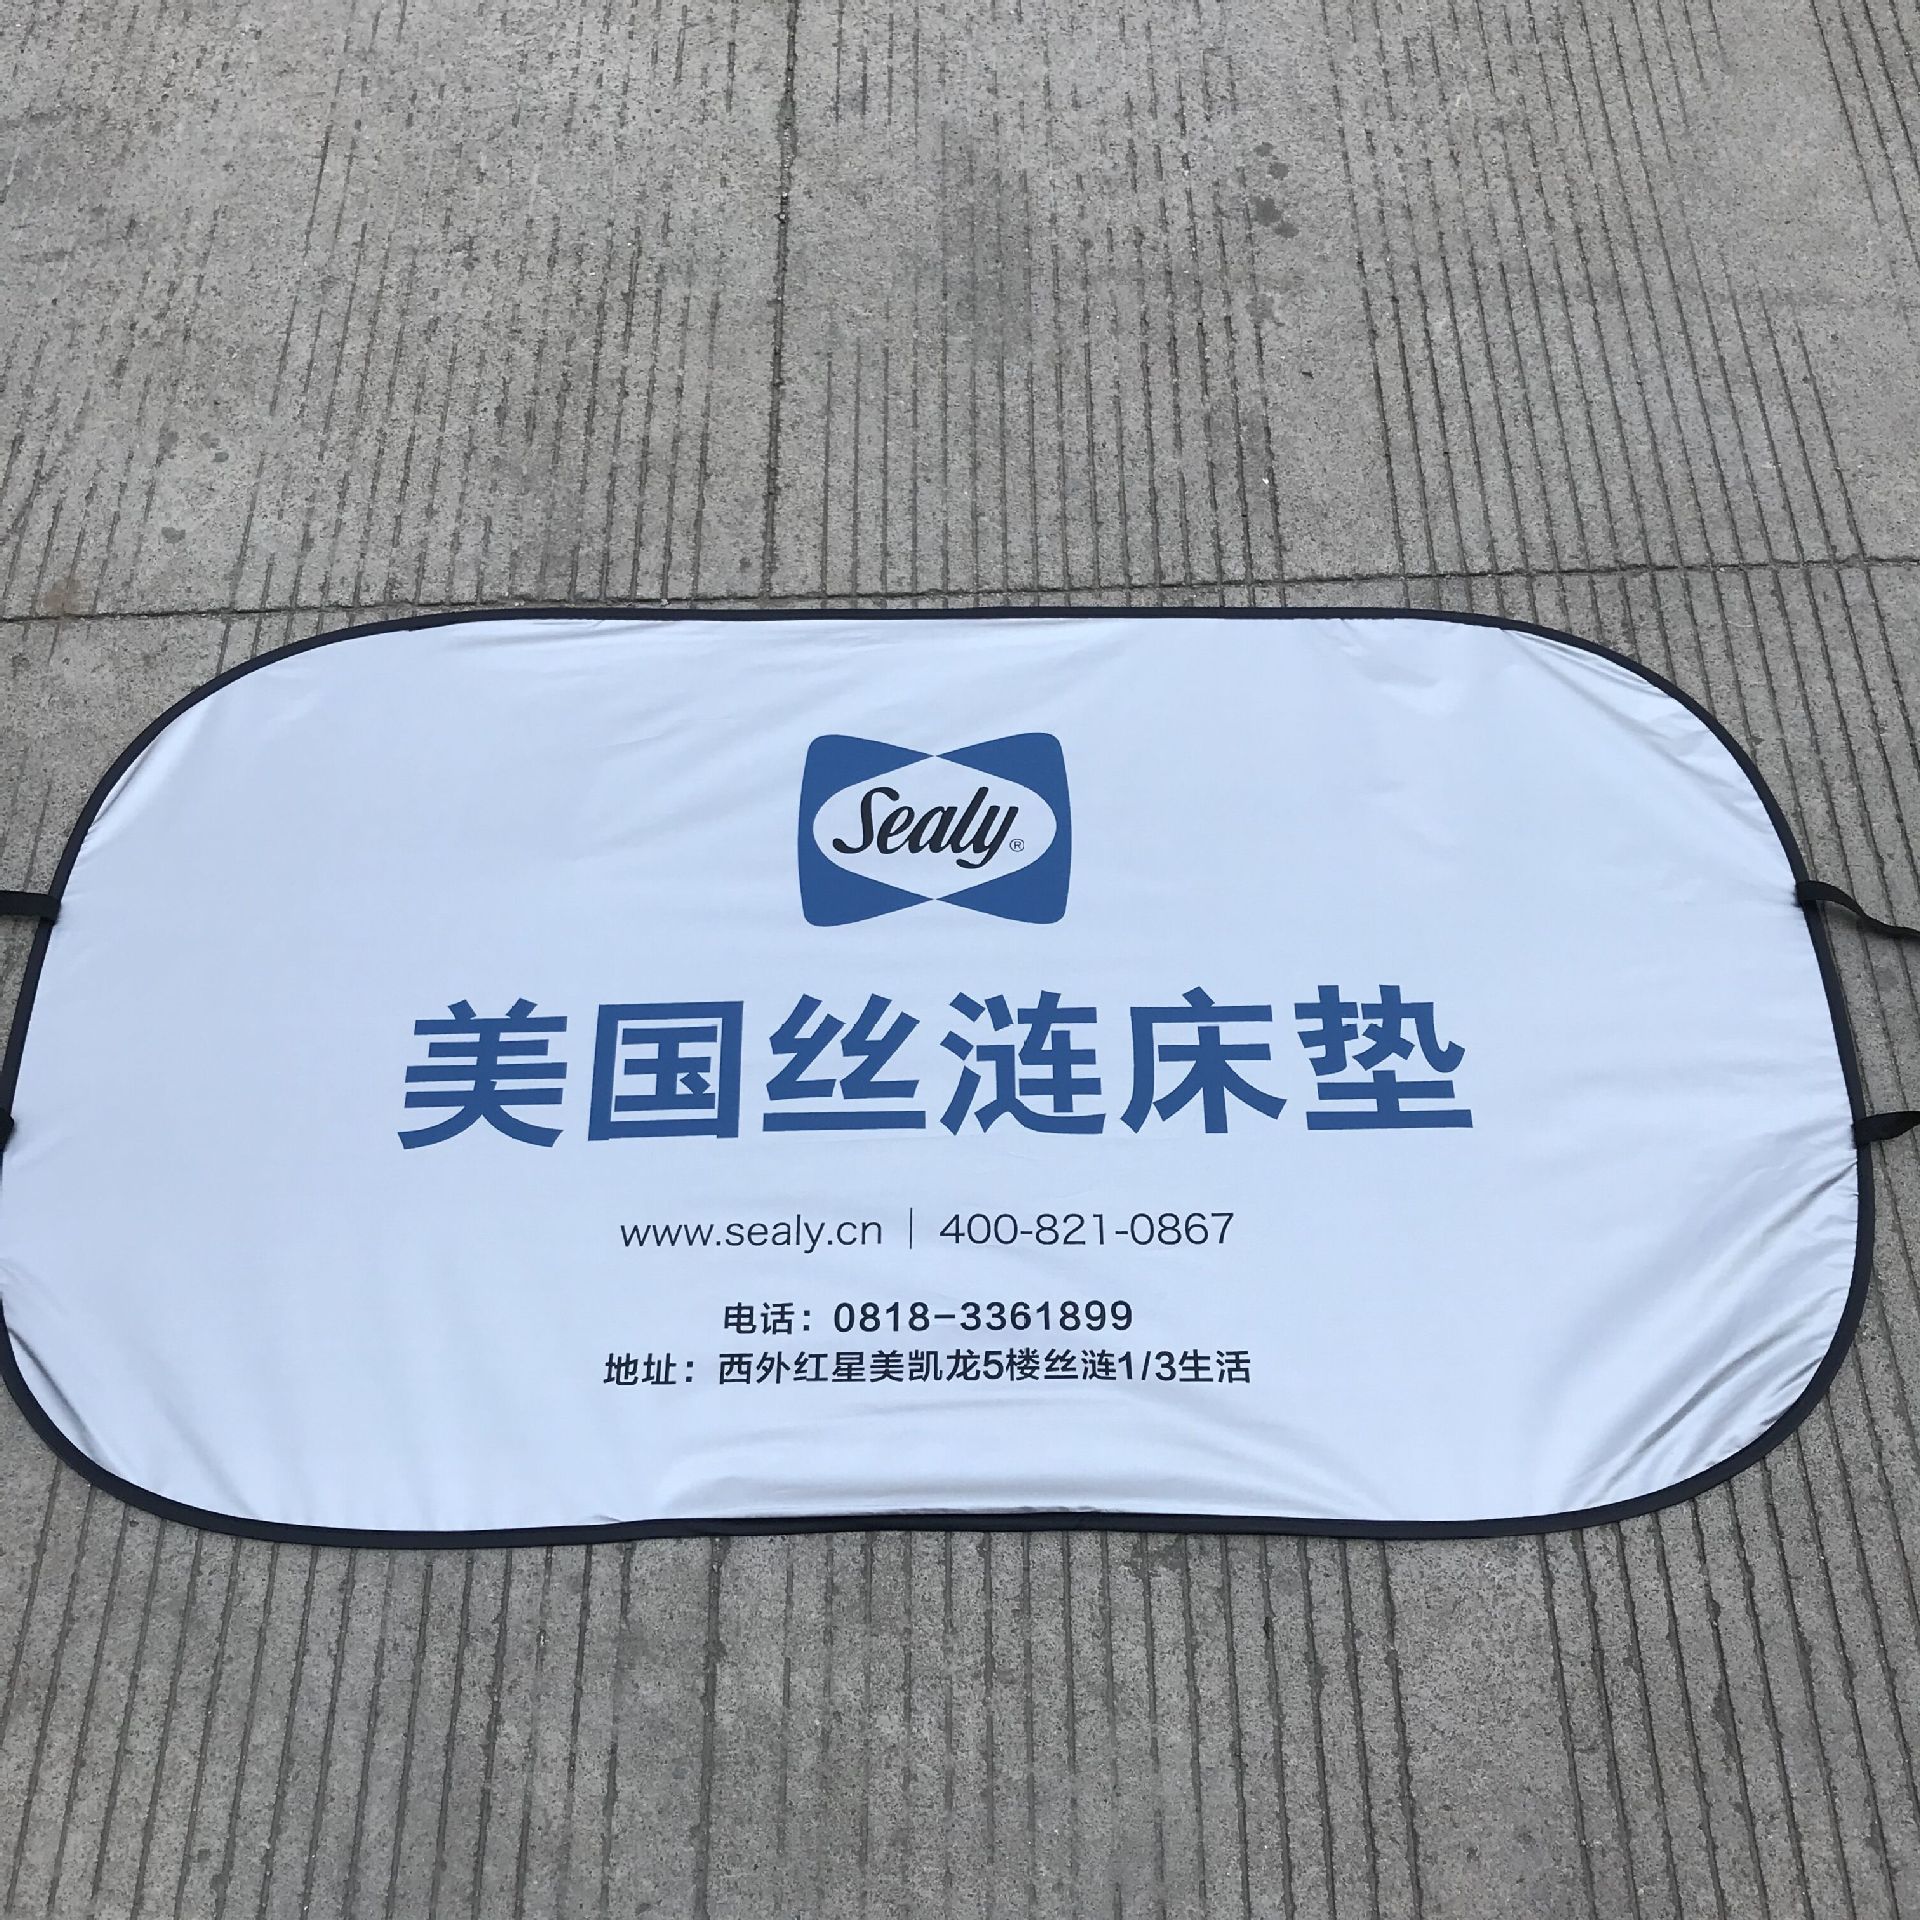 Sealy®
美国丝涟床垫
www.sealy.cn | 400-821-0867
电话：0818-3361899
地址：西外红星美凯龙5楼丝涟1/3生活